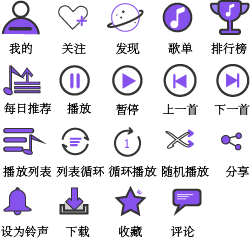 我的 关注 发现 歌单 排行榜
每日推荐 播放 暂停 上一首 下一首
1
播放列表 列表循环 循环播放 随机播放 分享
设为铃声 下载 收藏 评论